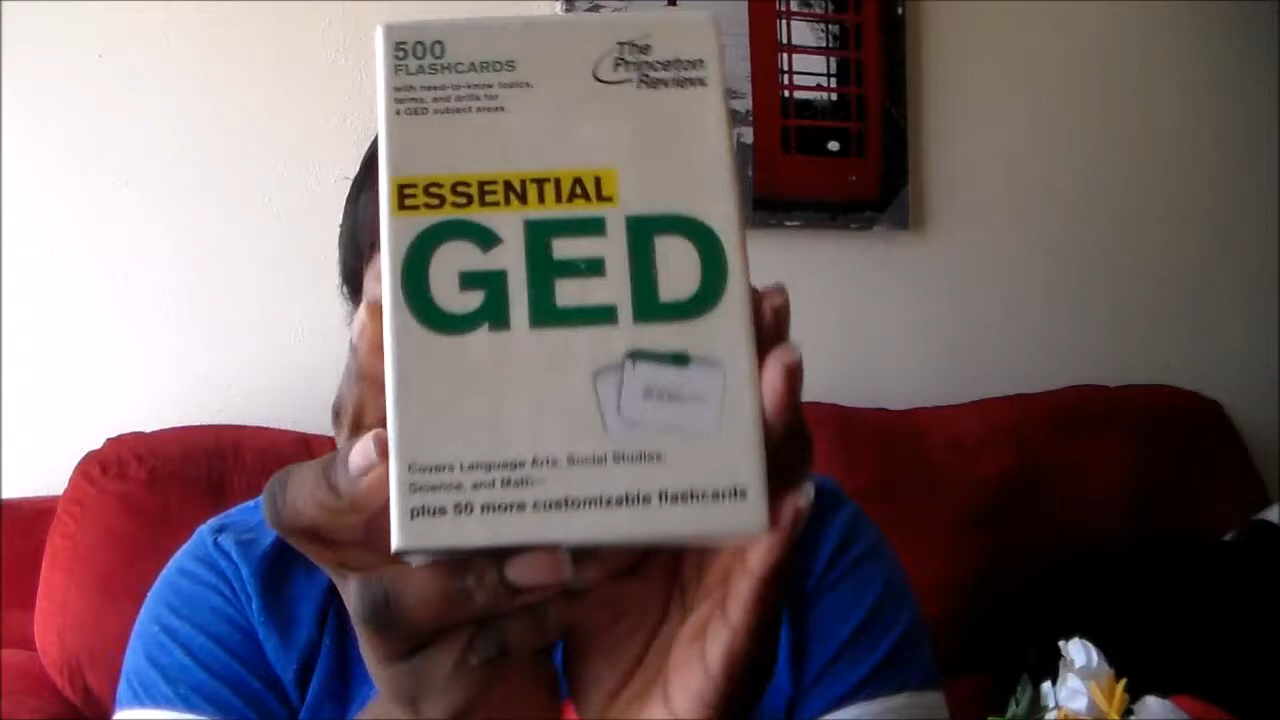 500
FLASHCARDS
with need-to-know topics,
terms, and drills for
4 GED subject areas
The
Princeton
Review
ESSENTIAL
GED
Covers Language Arts, Social Studies,
Science, and Math—
plus 50 more customizable flashcards